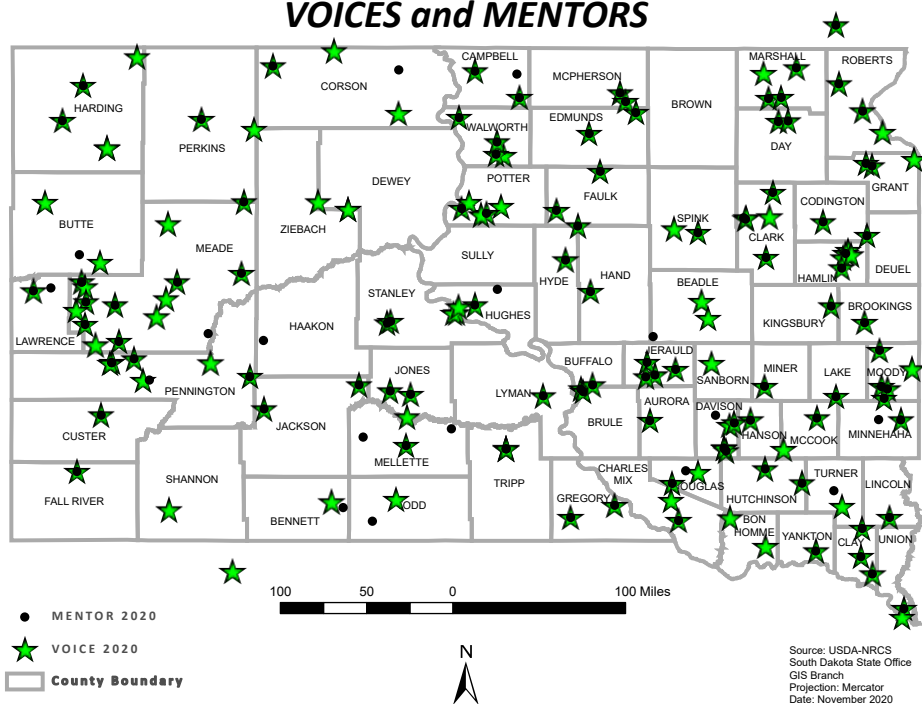 VOICES and MENTORS
CAMPBELL
MARSHALL
ROBERTS
MCPHERSON
CORSON
HARDING
BROWN
EDMUNDS
WALWORTH
PERKINS
DAY
DEWEY
POTTER
GRANT
FAULK
CODINGTON
BUTTE
SPINK
ZIEBACH
CLARK
MEADE
SULLY
DEUEL
HYDE
HAND
HAMLIN
BEADLE
STANLEY
BROOKINGS
HUGHES
KINGSBURY
HAAKON
LAWRENCE
JERAULD
BUFFALO
JONES
MINER
LAKE
MOODY
SANBORN
PENNINGTON
LYMAN
AURORA
DAVISON
BRULE
JACKSON
HANSON
MINNEHAHA
CUSTER
MCCOOK
MELLETTE
CHARLES
MIX
TURNER
SHANNON
TRIPP
LINCOLN
DOUGLAS
FALL RIVER
GREGORY
HUTCHINSON
TODD
BENNETT
BON
HOMME
YANKTON
CLAY
UNION
100 50 0 100 Miles
MENTOR 2020
VOICE 2020
County Boundary
N
Source: USDA-NRCS
South Dakota State Office
GIS Branch
Projection: Mercator
Date: November 2020